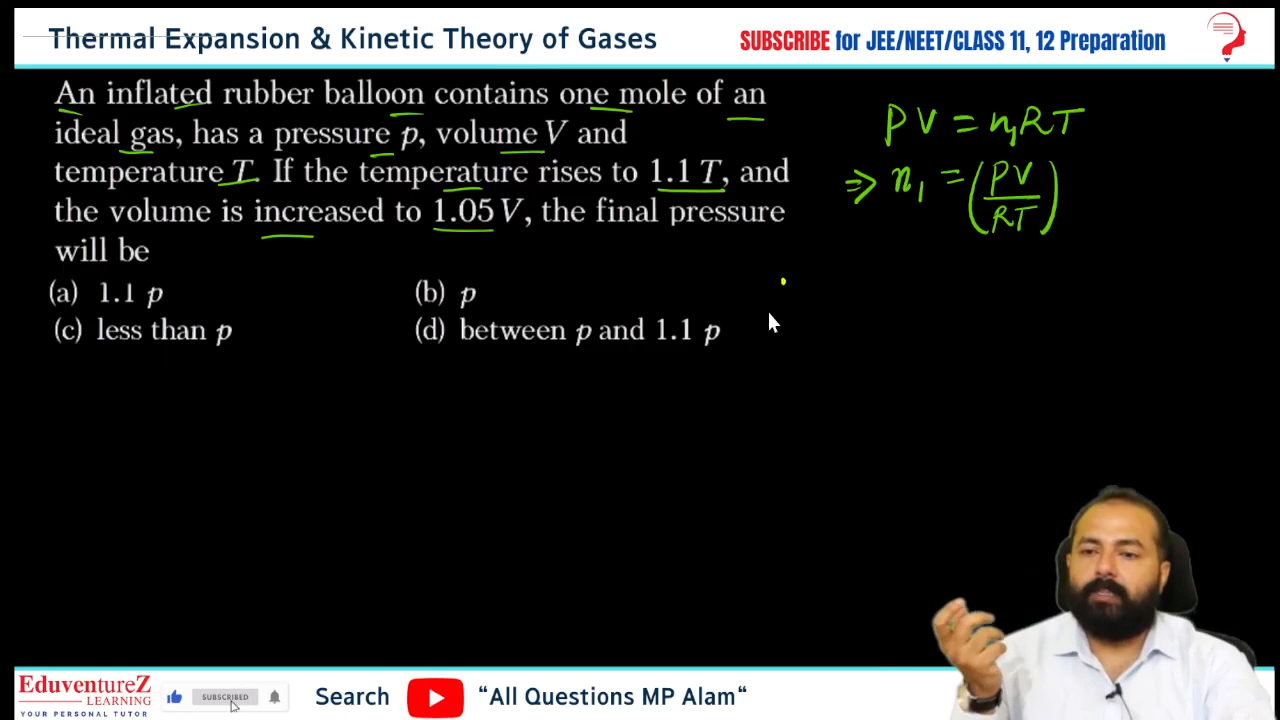 Thermal Expansion & Kinetic Theory of Gases
SUBSCRIBE for JEE/NEET/CLASS 11, 12 Preparation
An inflated rubber balloon contains one mole of an
ideal gas, has a pressure p, volume V and
temperature T. If the temperature rises to 1.1 T, and
the volume is increased to 1.05 V, the final pressure
will be
(a) 1.1 p
(b) p
(c) less than p
(d) between p and 1.1 p
PV = n₁RT
⇒ n₁ = (PV/RT)
EduventureZ
LEARNING
YOUR PERSONAL TUTOR
SUBSCRIBED
Search
"All Questions MP Alam"